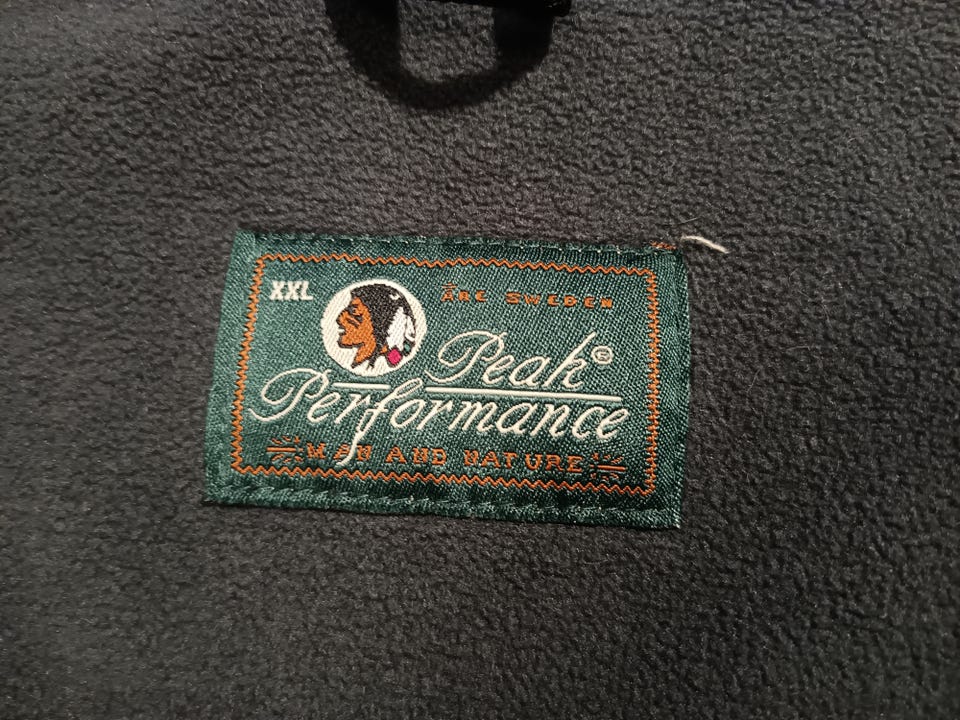 XXL
ÅRE SWEDEN
Peak®
Performance
MAN AND NATURE